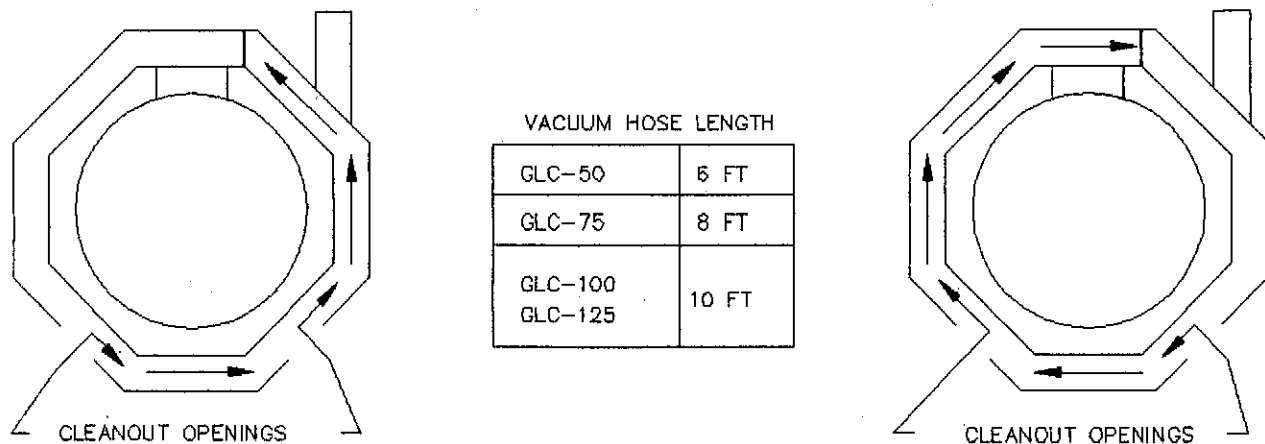 VACUUM HOSE LENGTH
GLC-50 6 FT
GLC-75 8 FT
GLC-100
GLC-125 10 FT
CLEANOUT OPENINGS
CLEANOUT OPENINGS